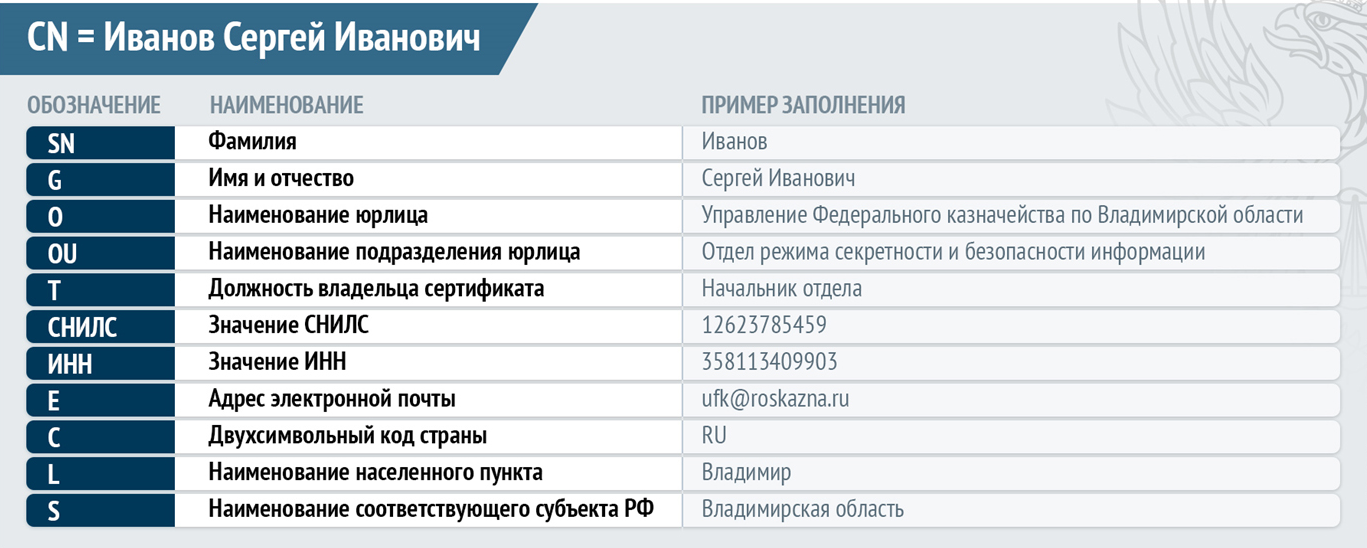 CN = Иванов Сергей Иванович
ОБОЗНАЧЕНИЕ НАИМЕНОВАНИЕ ПРИМЕР ЗАПОЛНЕНИЯ
SN Фамилия Иванов
G Имя и отчество Сергей Иванович
O Наименование юрлица Управление Федерального казначейства по Владимирской области
OU Наименование подразделения юрлица Отдел режима секретности и безопасности информации
T Должность владельца сертификата Начальник отдела
СНИЛС Значение СНИЛС 12623785459
ИНН Значение ИНН 358113409903
E Адрес электронной почты ufk@roskazna.ru
C Двухсимвольный код страны RU
L Наименование населенного пункта Владимир
S Наименование соответствующего субъекта РФ Владимирская область